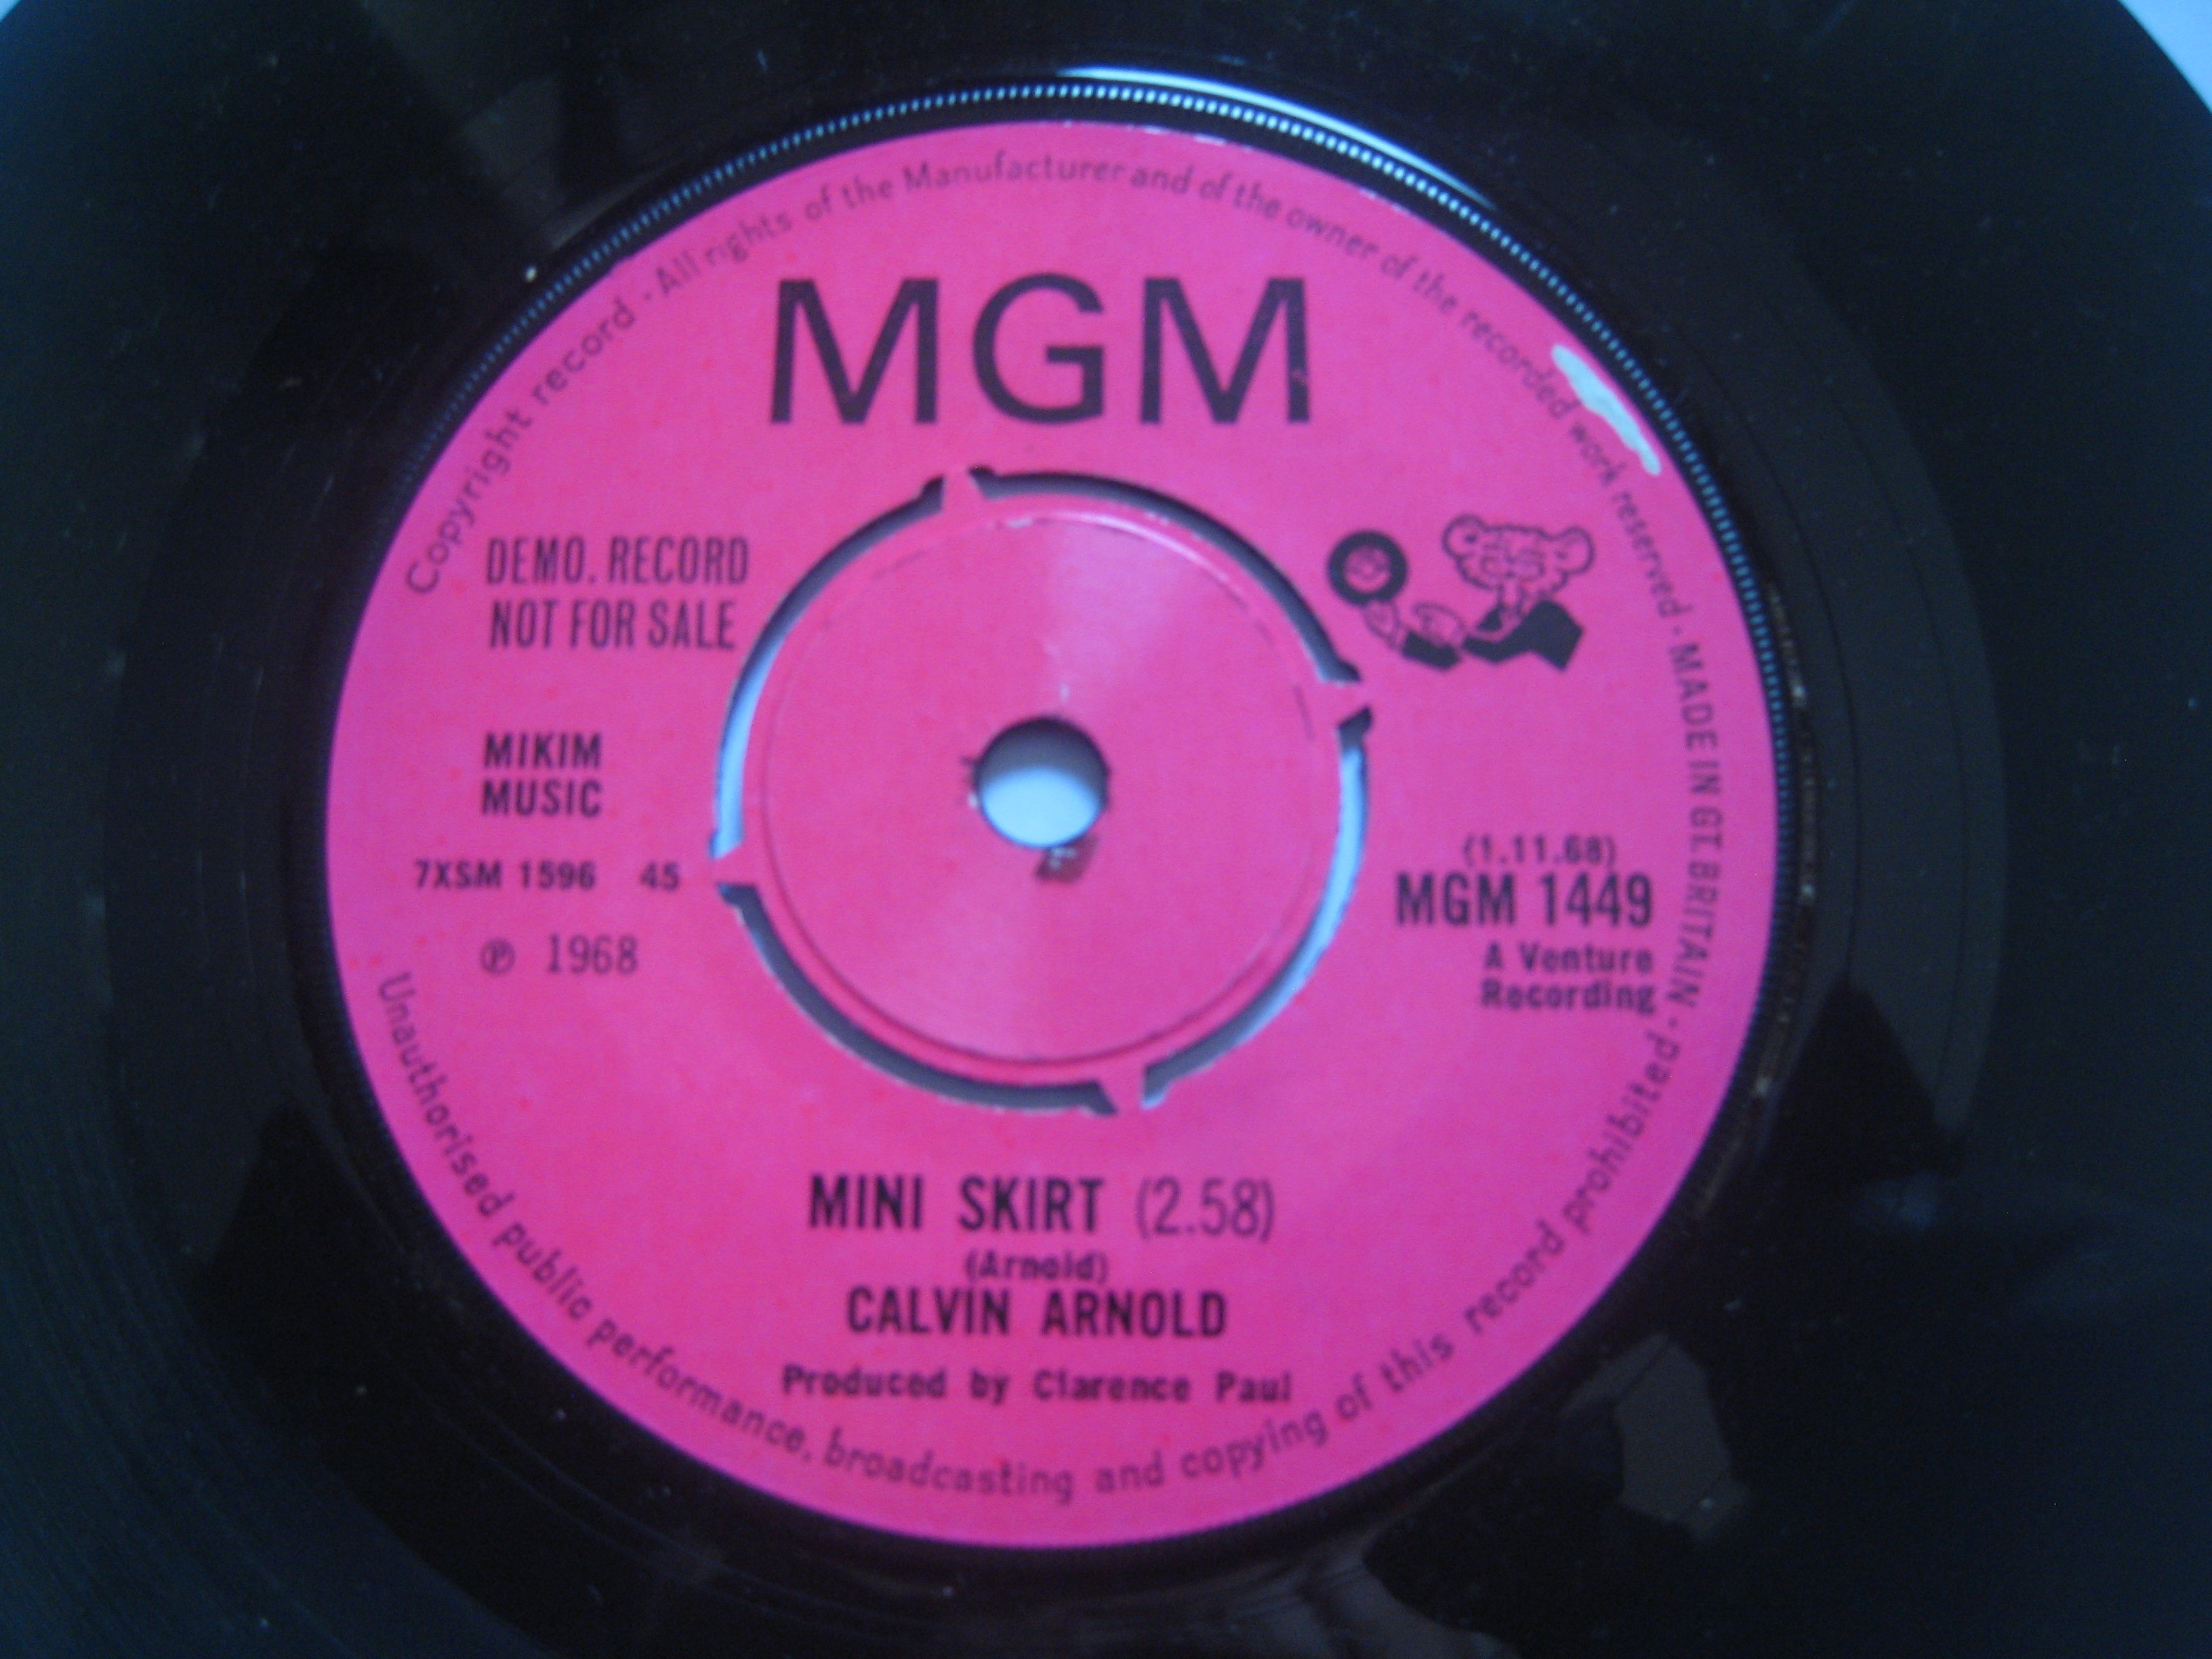 Copyright record · All rights of the Manufacturer and of the owner of the recorded work reserved · MADE IN GT. BRITAIN ·
MGM
DEMO. RECORD
NOT FOR SALE
MIKIM
MUSIC
7XSM 1596 45
℗ 1968
(1.11.68)
MGM 1449
A Venture
Recording
MINI SKIRT (2.58)
(Arnold)
CALVIN ARNOLD
Produced by Clarence Paul
Unauthorised public performance, broadcasting and copying of this record prohibited